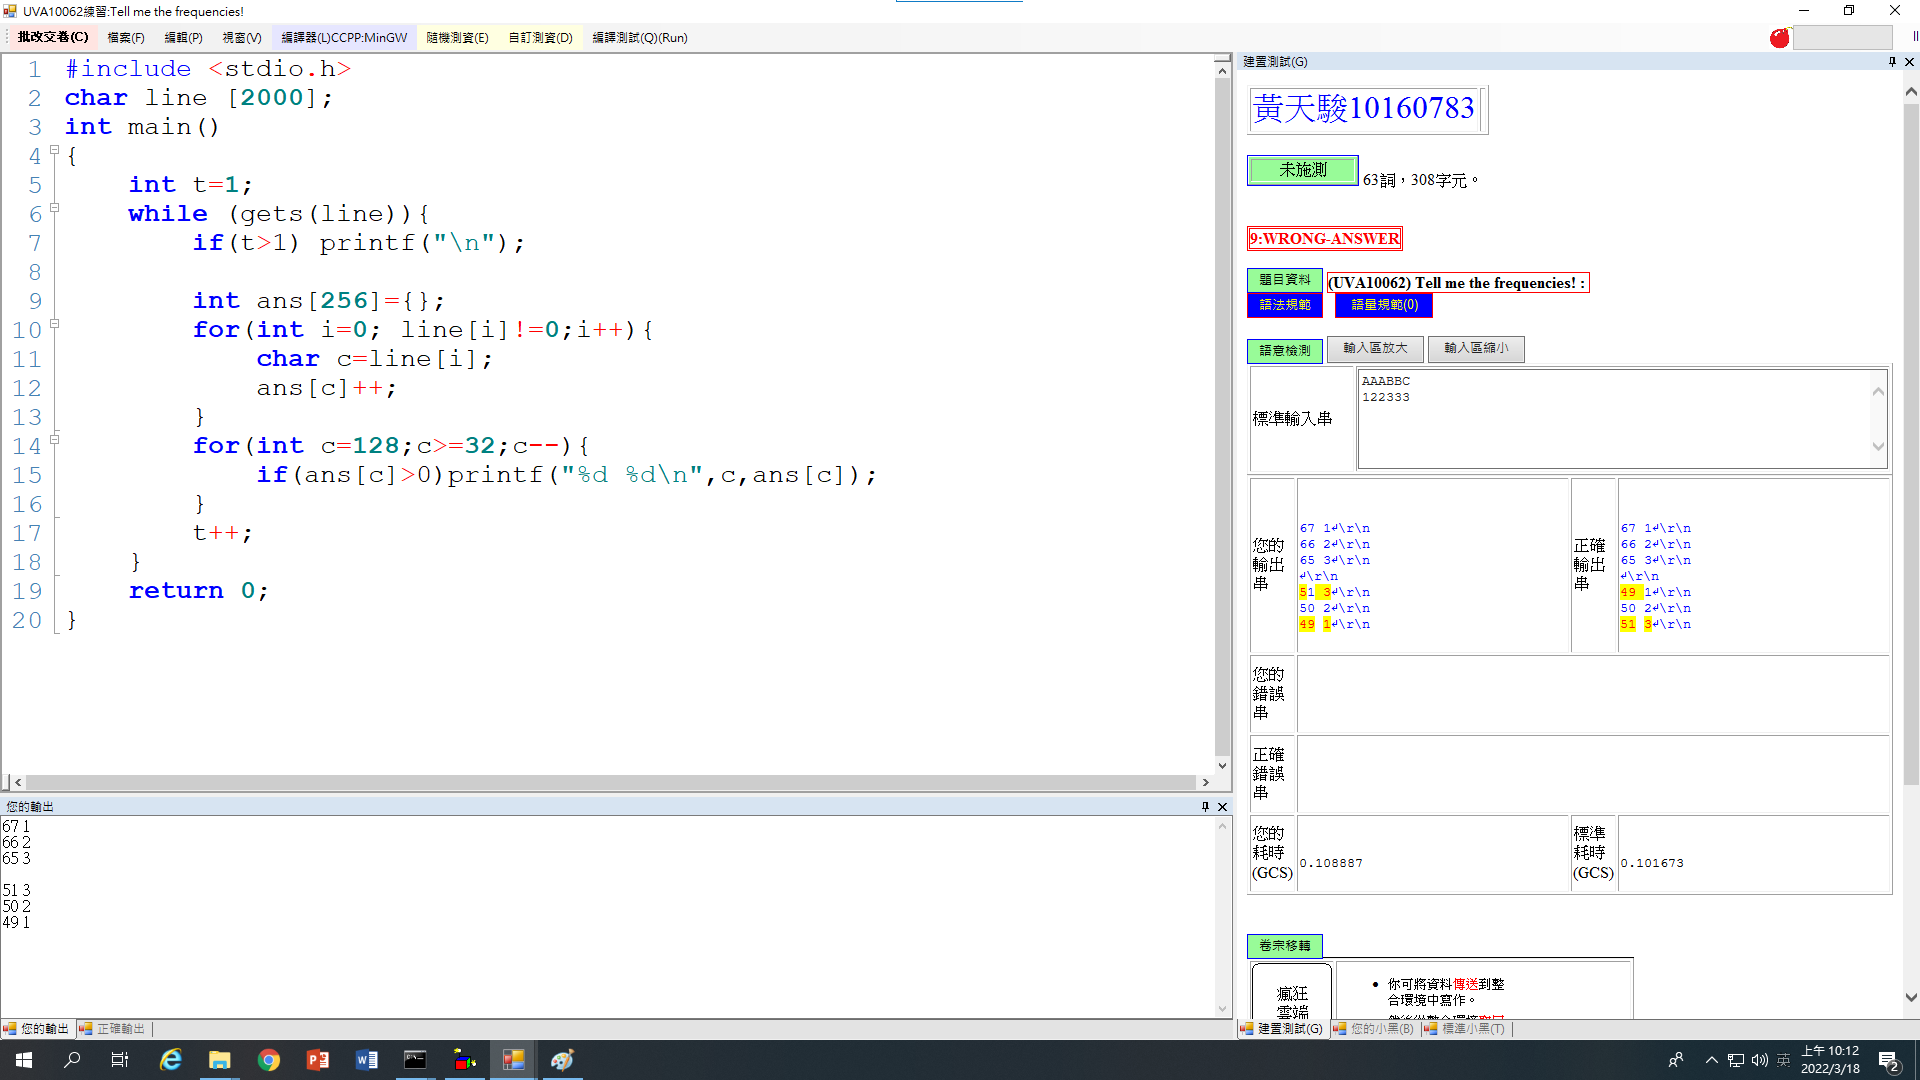 UVA10062練習:Tell me the frequencies!
批改交卷(C) 檔案(F) 編輯(P) 視窗(V) 編譯器(L)CCPP:MinGW 隨機測資(E) 自訂測資(D) 編譯測試(Q)(Run)
1 #include <stdio.h>
2 char line [2000];
3 int main()
4 {
5 int t=1;
6 while (gets(line)){
7 if(t>1) printf("\n");
8
9 int ans[256]={};
10 for(int i=0; line[i]!=0;i++){
11 char c=line[i];
12 ans[c]++;
13 }
14 for(int c=128;c>=32;c--){
15 if(ans[c]>0)printf("%d %d\n",c,ans[c]);
16 }
17 t++;
18 }
19 return 0;
20 }
您的輸出
67 1
66 2
65 3
51 3
50 2
49 1
您的輸出 正確輸出
建置測試(G)
黃天駿10160783
未施測 63詞，308字元。
9:WRONG-ANSWER
題目資料 (UVA10062) Tell me the frequencies! :
語法規範 語量規範(0)
語意檢測 輸入區放大 輸入區縮小
標準輸入串
AAABBC
122333
您的
輸出
串
67 1↲\r\n
66 2↲\r\n
65 3↲\r\n
↲\r\n
51 3↲\r\n
50 2↲\r\n
49 1↲\r\n
正確
輸出
串
67 1↲\r\n
66 2↲\r\n
65 3↲\r\n
↲\r\n
49 1↲\r\n
50 2↲\r\n
51 3↲\r\n
您的
錯誤
串
正確
錯誤
串
您的
耗時
(GCS)
0.108887
標準
耗時
(GCS)
0.101673
卷宗移轉
瘋狂
雲端
• 你可將資料傳送到整
合環境中寫作。
建置測試(G) 您的小黑(B) 標準小黑(T)
英
上午 10:12
2022/3/18
2